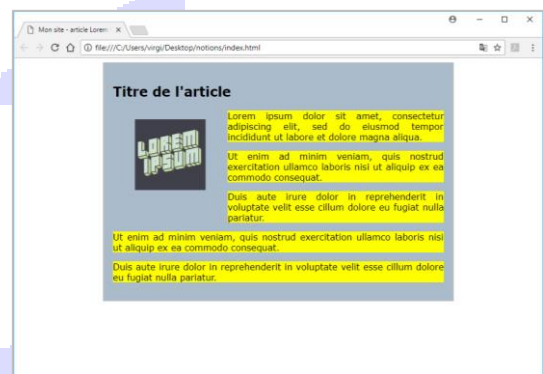 Mon site - article Lorem
file:///C:/Users/virgi/Desktop/notions/index.html
Titre de l'article
LOREM
IPSUM
Lorem ipsum dolor sit amet, consectetur
adipiscing elit, sed do eiusmod tempor
incididunt ut labore et dolore magna aliqua.
Ut enim ad minim veniam, quis nostrud
exercitation ullamco laboris nisi ut aliquip ex ea
commodo consequat.
Duis aute irure dolor in reprehenderit in
voluptate velit esse cillum dolore eu fugiat nulla
pariatur.
Ut enim ad minim veniam, quis nostrud exercitation ullamco laboris nisi
ut aliquip ex ea commodo consequat.
Duis aute irure dolor in reprehenderit in voluptate velit esse cillum dolore
eu fugiat nulla pariatur.